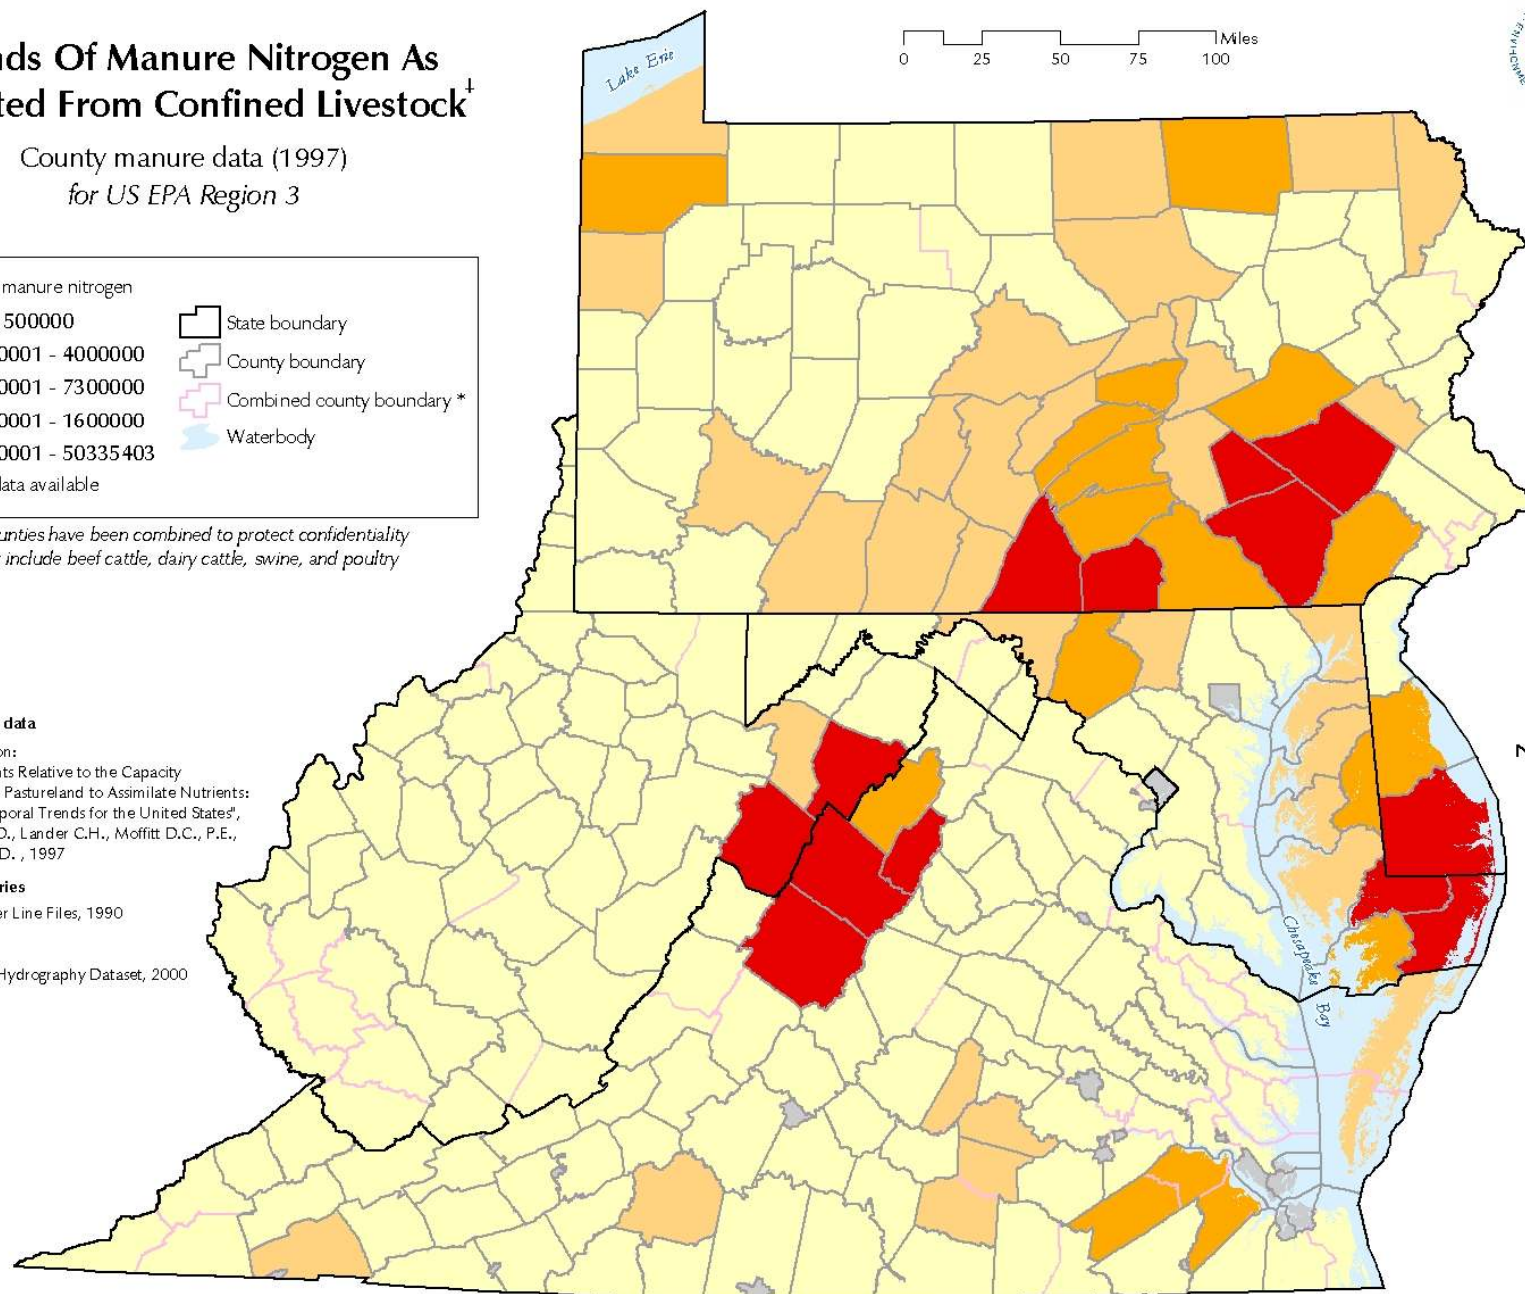 nds Of Manure Nitrogen As
ted From Confined Livestock‡
County manure data (1997)
for US EPA Region 3
manure nitrogen
500000
0001 - 4000000
0001 - 7300000
0001 - 1600000
0001 - 50335403
data available
State boundary
County boundary
Combined county boundary *
Waterbody
unties have been combined to protect confidentiality
include beef cattle, dairy cattle, swine, and poultry
data
on:
nts Relative to the Capacity
Pastureland to Assimilate Nutrients:
poral Trends for the United States",
D., Lander C.H., Moffitt D.C., P.E.,
D. , 1997
ries
er Line Files, 1990
Hydrography Dataset, 2000
Lake Erie
Miles
0 25 50 75 100
Chesapeake Bay